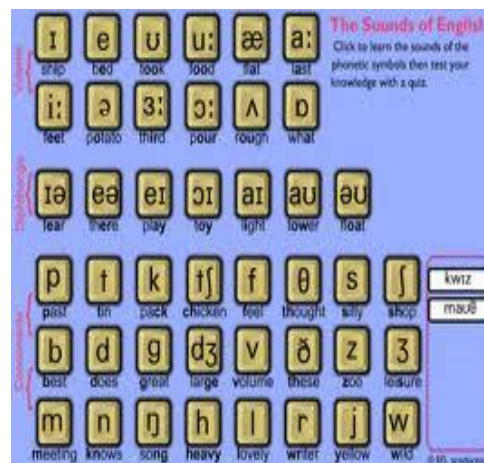 The Sounds of English
Click to learn the sounds of the
phonetic symbols then test your
knowledge with a quiz.
Vowels
ɪ e ʊ uː æ aː
ship bed took food flat last
iː ə ɜː ɔː ʌ ɒ
feet potato third pour rough what
Diphthongs
ɪə eə eɪ ɔɪ aɪ aʊ əʊ
fear there play toy light tower float
Consonants
p t k tʃ f θ s ʃ
past tin pack chicken feel thought silly shop
b d g dʒ v ð z ʒ
best does great large volume these zoo leisure
m n ŋ h l r j w
meeting knows song heavy lovely writer yellow wild
kwɪz
maʊθ